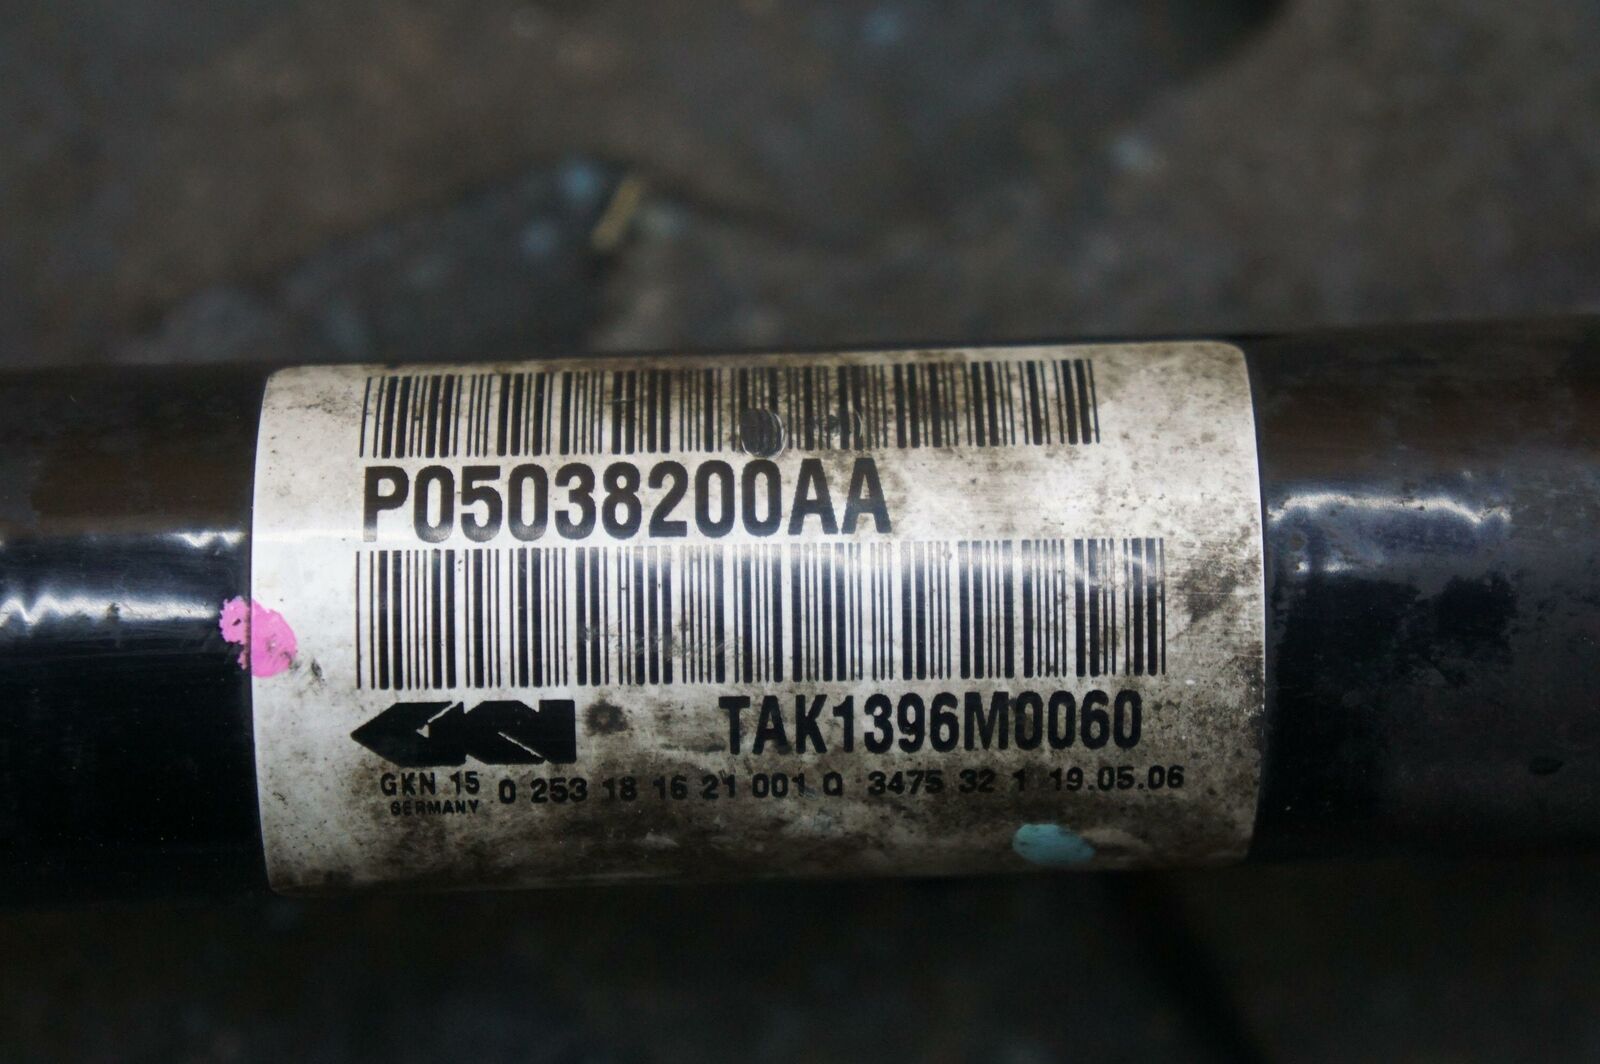 P05038200AA
GKN TAK1396M0060
GKN 15 0 253 18 16 21 001 Q 3475 32 1 19.05.06
GERMANY